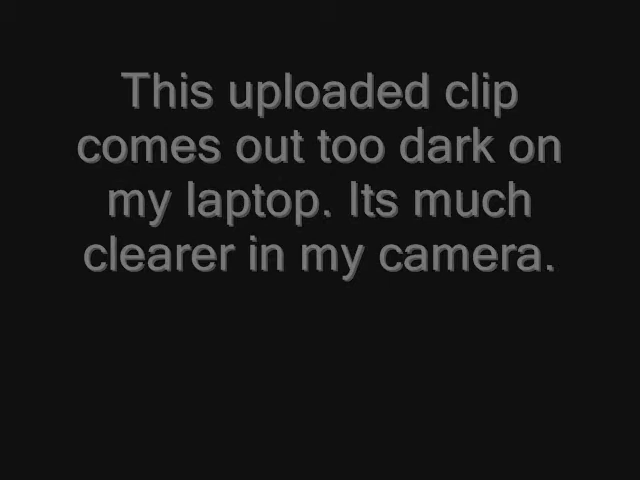 This uploaded clip
comes out too dark on
my laptop. Its much
clearer in my camera.